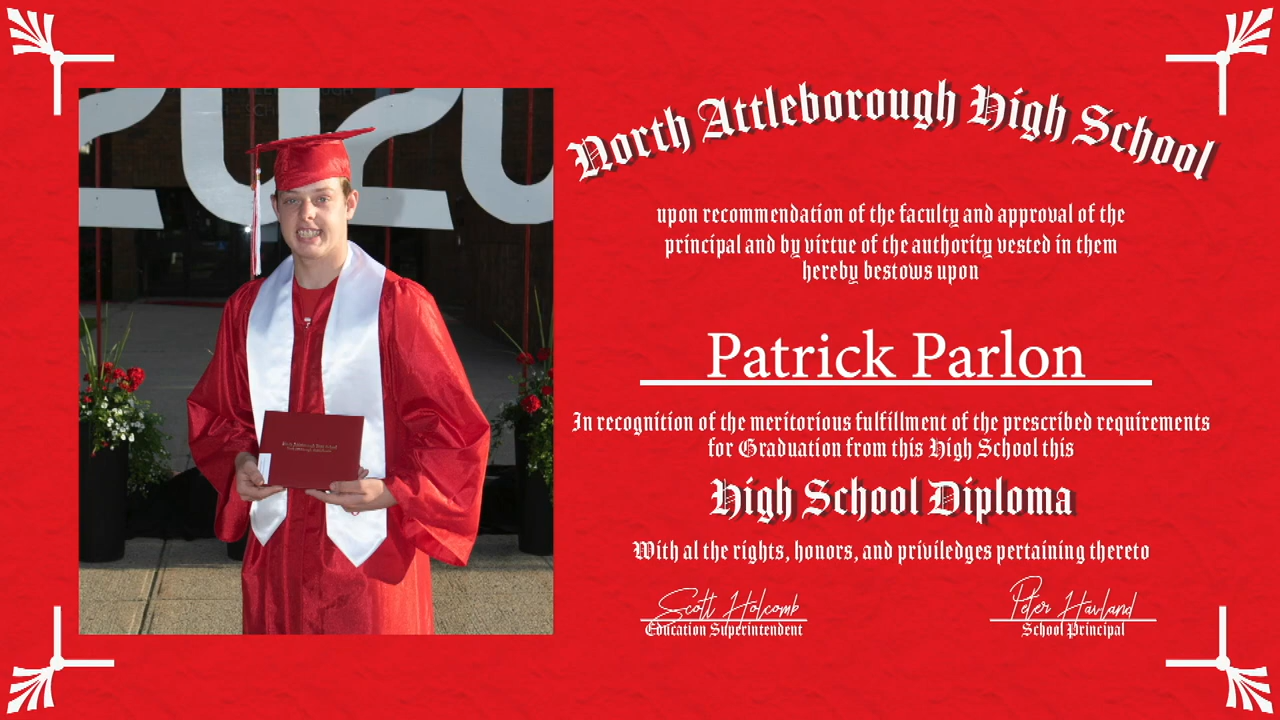 2020
North Attleborough High School
upon recommendation of the faculty and approval of the
principal and by virtue of the authority vested in them
hereby bestows upon
Patrick Parlon
In recognition of the meritorious fulfillment of the prescribed requirements
for Graduation from this High School this
High School Diploma
With al the rights, honors, and priviledges pertaining thereto
Scott Holcomb
Education Superintendent
Peter Haviland
School Principal